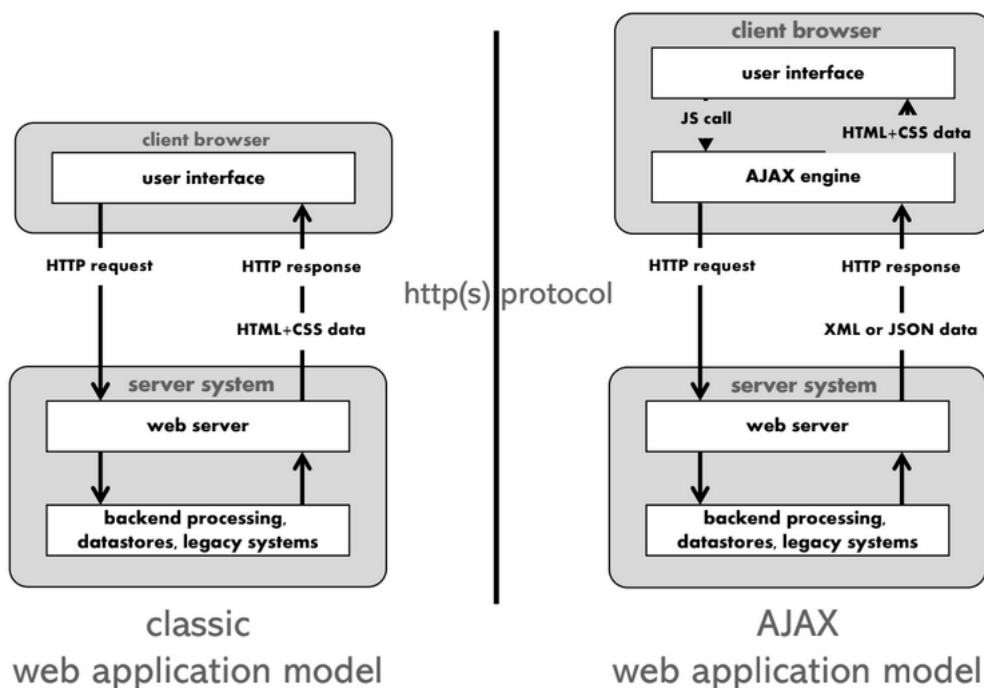 client browser
user interface
HTTP request
HTTP response
HTML+CSS data
server system
web server
backend processing,
datastores, legacy systems
classic
web application model
http(s) protocol
client browser
user interface
JS call
HTML+CSS data
AJAX engine
HTTP request
HTTP response
XML or JSON data
server system
web server
backend processing,
datastores, legacy systems
AJAX
web application model